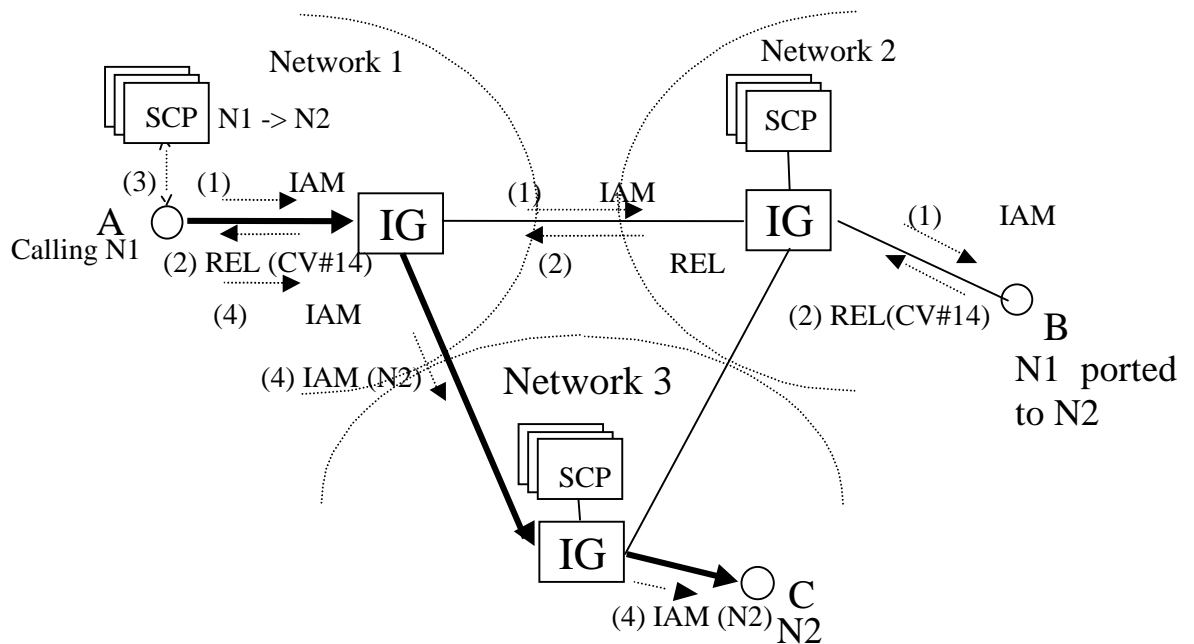 Network 1
Network 2
SCP
N1 -> N2
SCP
(3)
(1)
IAM
(1)
IAM
(1)
IAM
A
Calling N1
IG
IG
(2) REL (CV#14)
(2)
REL
(2) REL(CV#14)
(4)
IAM
B
N1 ported
to N2
(4) IAM (N2)
Network 3
SCP
IG
(4) IAM (N2)
C
N2